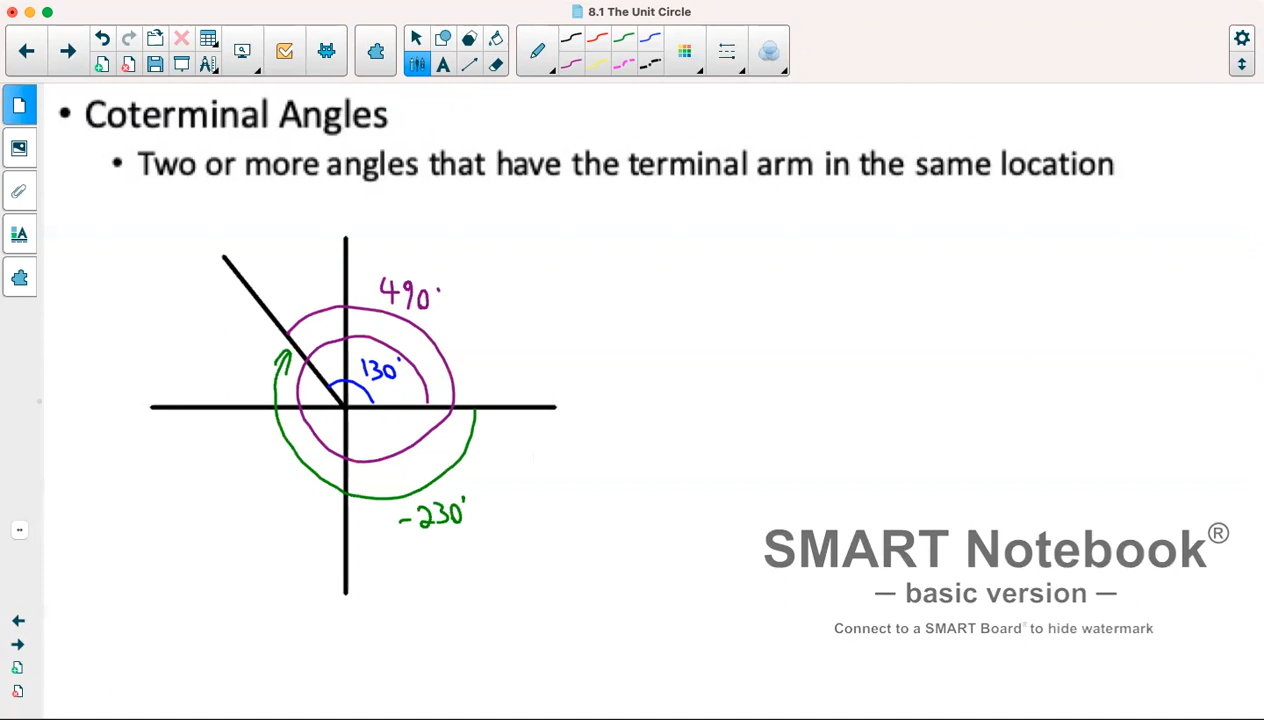 8.1 The Unit Circle
A
• Coterminal Angles
• Two or more angles that have the terminal arm in the same location
490°
130°
-230°
SMART Notebook®
— basic version —
Connect to a SMART Board® to hide watermark